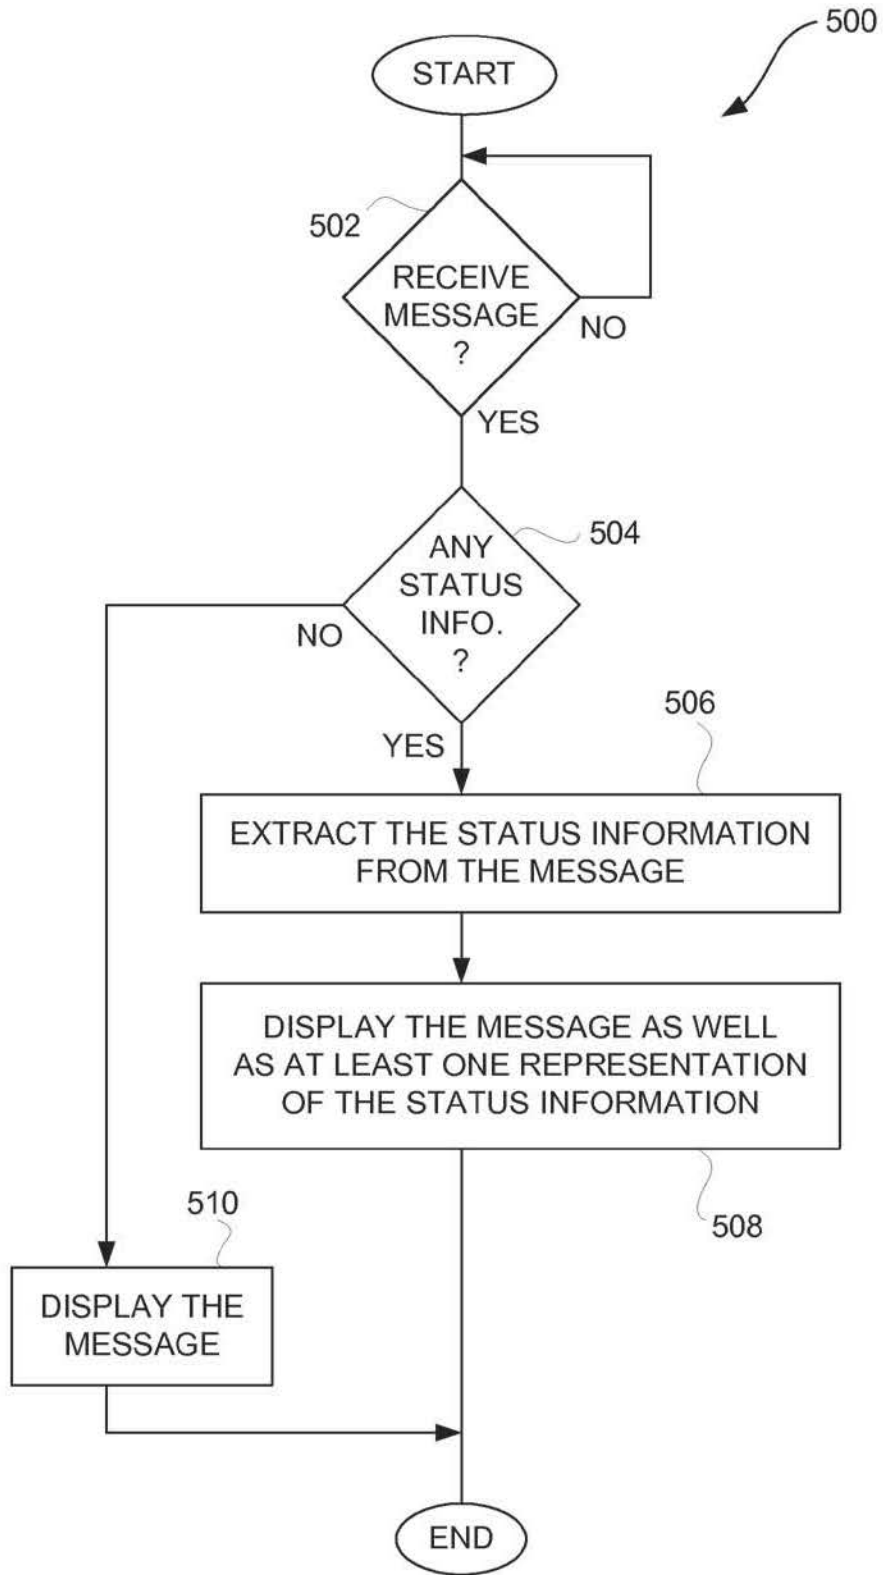 500
START
502
RECEIVE
MESSAGE
?
NO
YES
504
ANY
STATUS
INFO.
?
NO
YES
506
EXTRACT THE STATUS INFORMATION
FROM THE MESSAGE
DISPLAY THE MESSAGE AS WELL
AS AT LEAST ONE REPRESENTATION
OF THE STATUS INFORMATION
508
510
DISPLAY THE
MESSAGE
END